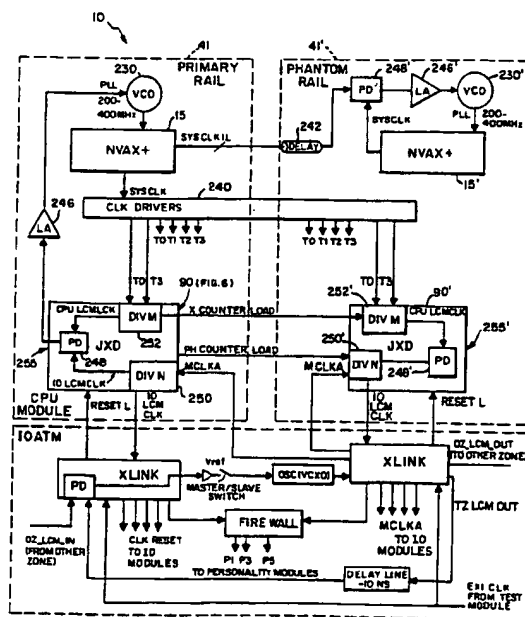 10
41
41'
PRIMARY RAIL
PHANTOM RAIL
230
VCO
PLL
200-400MHz
15
NVAX+
SYSCLK1L
242
DELAY
248'
PD'
246'
LA
230'
VCO
PLL
200-400MHz
SYSCLK
NVAX+
15'
SYSCLK
240
CLK DRIVERS
T0 T1 T2 T3
T0 T1 T2 T3
246
LA
T0 T3
90 (FIG.6)
T0 T3
252'
90'
CPU LCMCLK
DIV M
X COUNTER LOAD
DIV M
CPU LCMCLK
252
JXD
JXD
255
PD
248
PH COUNTER LOAD
250'
255'
DIV N
MCLKA
MCLKA
DIV N
PD
248'
IO LCMCLK
250
CPU MODULE
RESET L
IO LCM CLK
IO LCM CLK
RESET L
IOATM
XLINK
PD
Vref
MASTER/SLAVE SWITCH
OSC(VCXO)
XLINK
OZ_LCM_OUT
(TO OTHER ZONE)
TZ LCM OUT
OZ_LCM_IN
(FROM OTHER ZONE)
CLK RESET TO IO MODULES
FIRE WALL
MCLKA TO IO MODULES
P1 P3 P5
TO PERSONALITY MODULES
DELAY LINE ~10 NS
EXT CLK FROM TEST MODULE